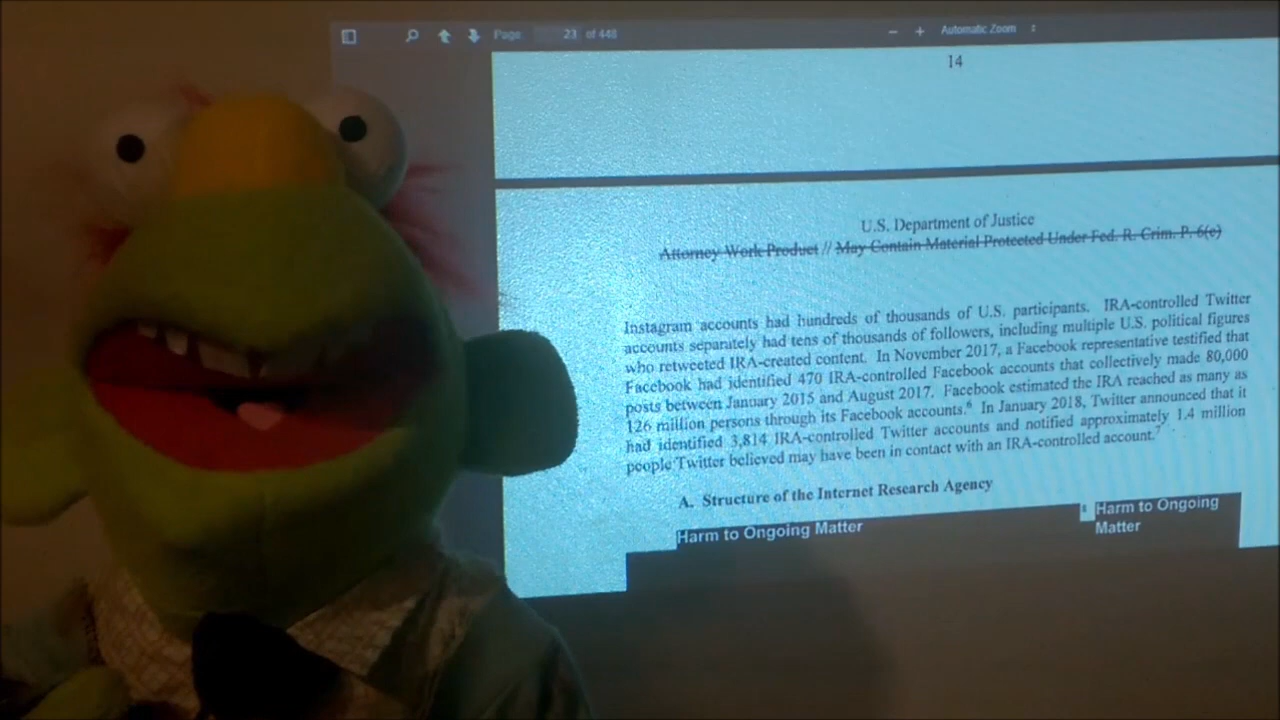 Page: 23 of 448 Automatic Zoom
14
U.S. Department of Justice
Attorney Work Product // May Contain Material Protected Under Fed. R. Crim. P. 6(e)
Instagram accounts had hundreds of thousands of U.S. participants. IRA-controlled Twitter
accounts separately had tens of thousands of followers, including multiple U.S. political figures
who retweeted IRA-created content. In November 2017, a Facebook representative testified that
Facebook had identified 470 IRA-controlled Facebook accounts that collectively made 80,000
posts between January 2015 and August 2017. Facebook estimated the IRA reached as many as
126 million persons through its Facebook accounts.6 In January 2018, Twitter announced that it
had identified 3,814 IRA-controlled Twitter accounts and notified approximately 1.4 million
people Twitter believed may have been in contact with an IRA-controlled account.7
A. Structure of the Internet Research Agency
Harm to Ongoing Matter 8 Harm to Ongoing
Matter